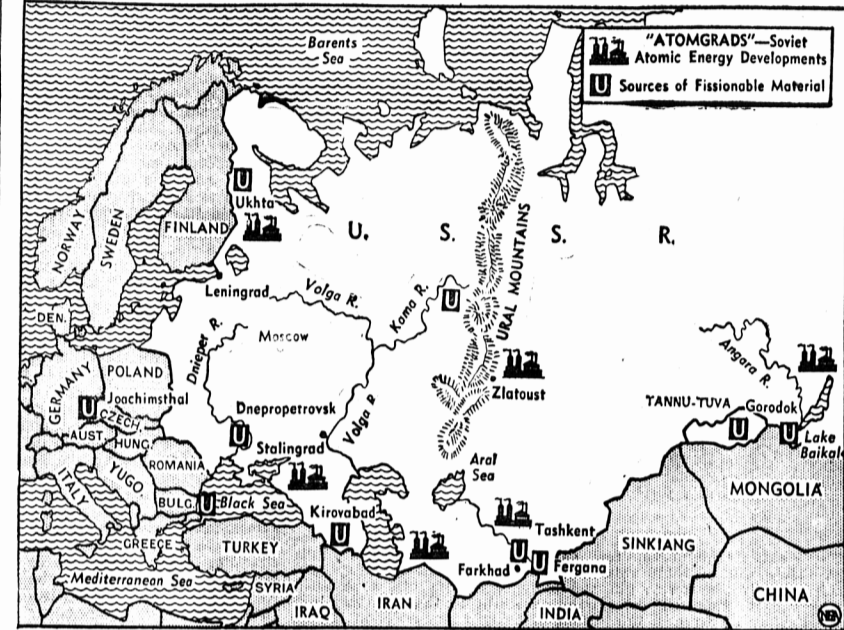 "ATOMGRADS"—Soviet
Atomic Energy Developments
U Sources of Fissionable Material
Barents
Sea
U
Ukhta
NORWAY
SWEDEN
FINLAND
U. S. S. R.
URAL MOUNTAINS
Leningrad
Volga R.
Kama R.
U
DEN.
Dnieper R.
Moscow
Angara R.
GERMANY
POLAND
Zlatoust
U
Joachimsthal
CZECH.
TANNU-TUVA
Gorodok
Dnepropetrovsk
Volga R
U
U
U
Lake
Baikal
AUST.
HUNG.
Stalingrad
ROMANIA
Aral
Sea
ITALY
YUGO.
MONGOLIA
BULG.
U
Black Sea
Kirovabad
U
Tashkent
GREECE
TURKEY
U
U
Fergana
SINKIANG
Farkhad
Mediterranean Sea
SYRIA
IRAQ
IRAN
INDIA
CHINA
NEA